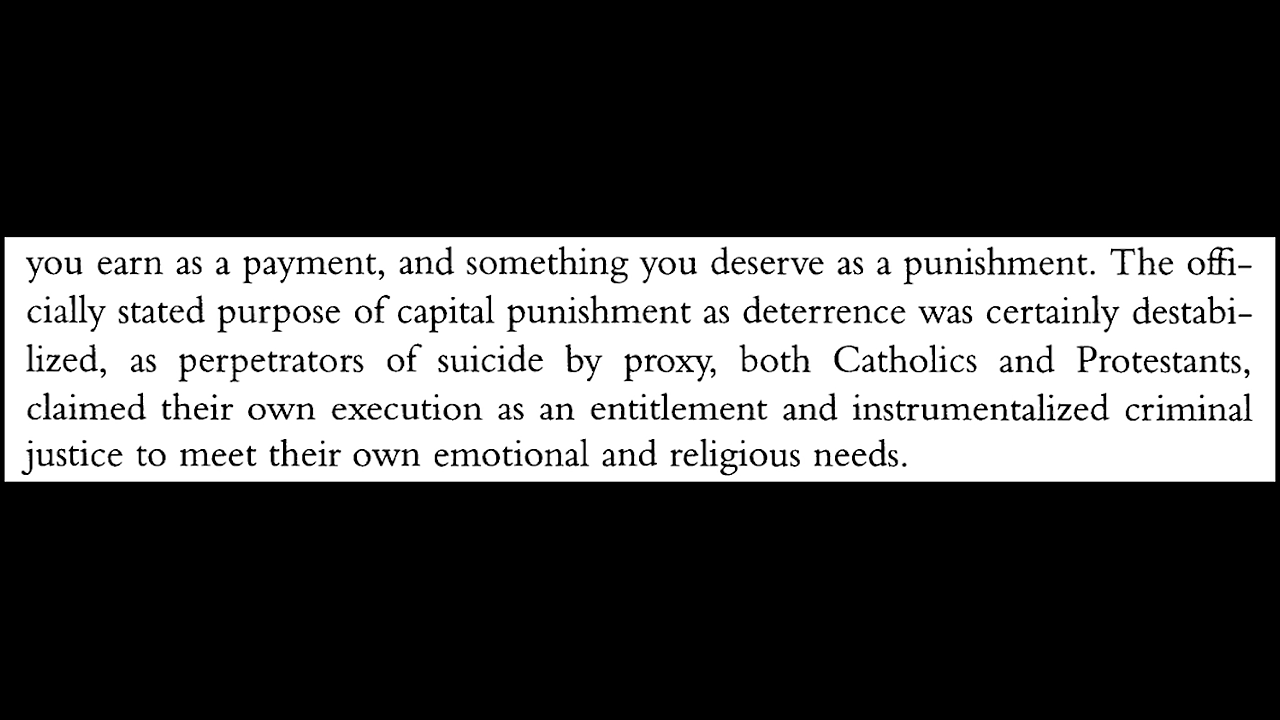 you earn as a payment, and something you deserve as a punishment. The offi-
cially stated purpose of capital punishment as deterrence was certainly destabi-
lized, as perpetrators of suicide by proxy, both Catholics and Protestants,
claimed their own execution as an entitlement and instrumentalized criminal
justice to meet their own emotional and religious needs.